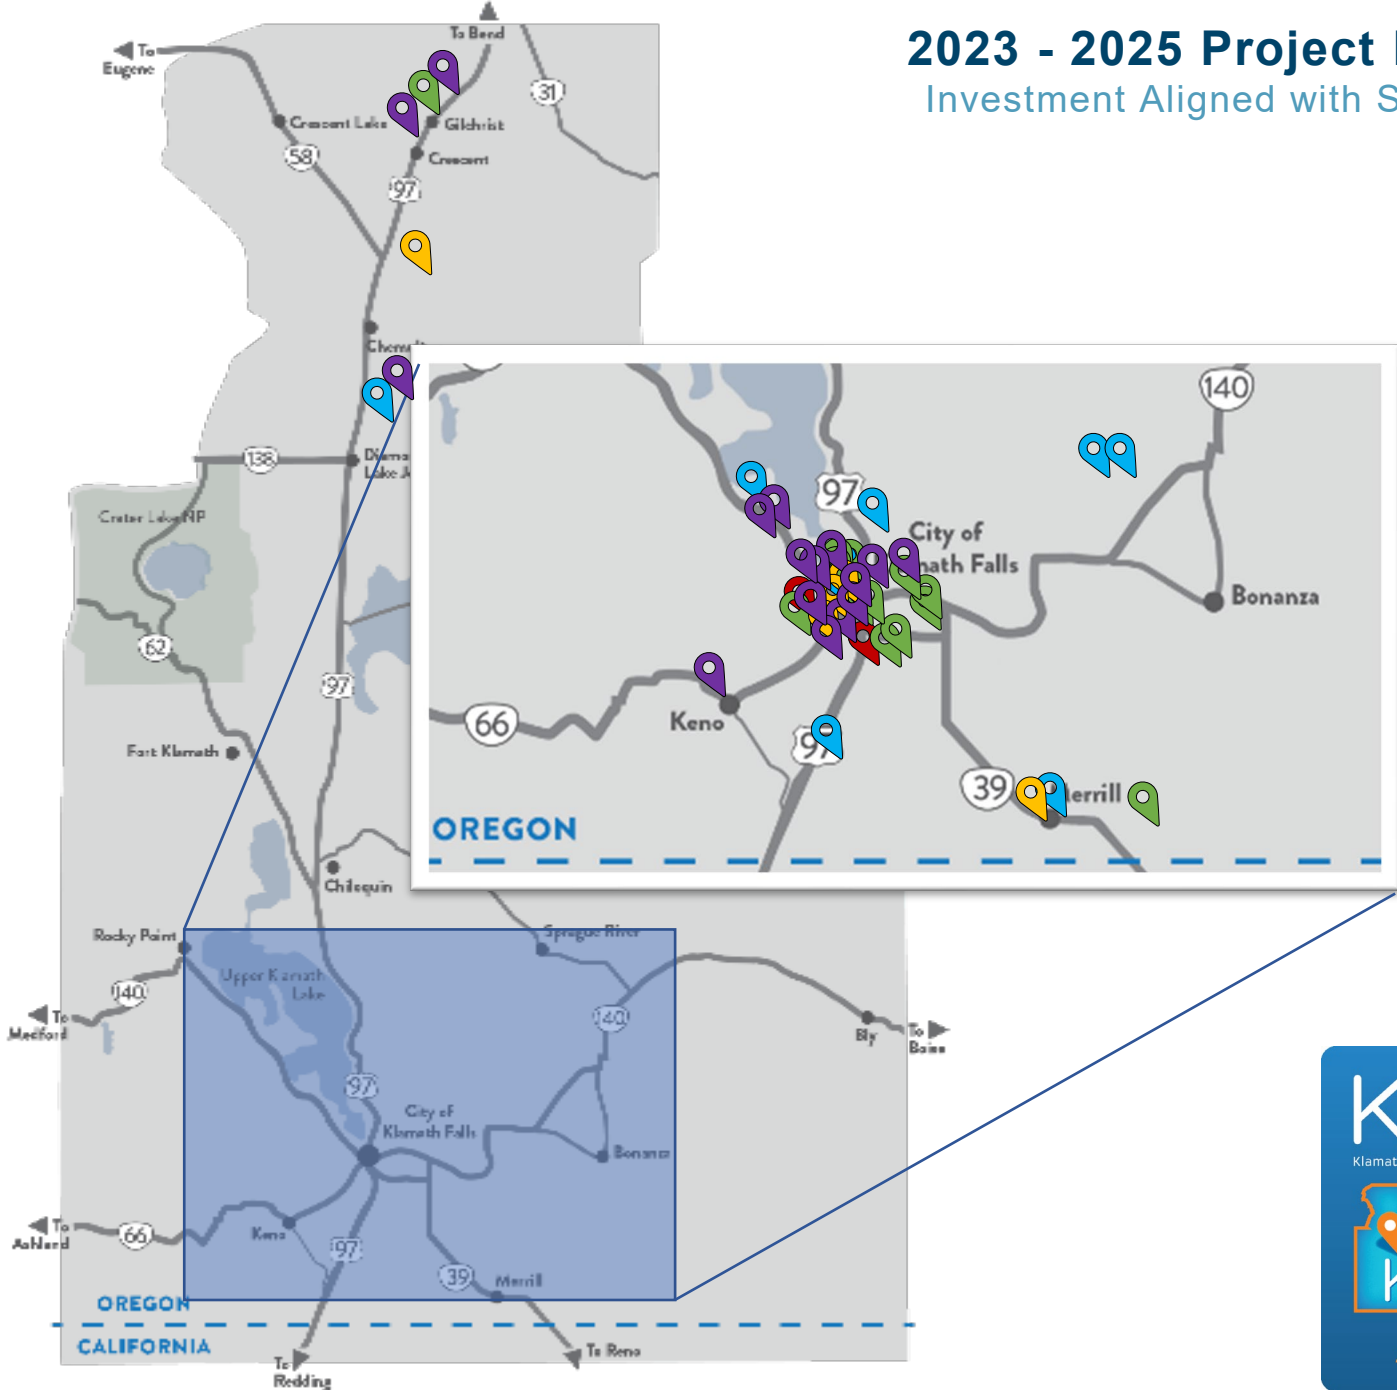 2023 - 2025 Project
Investment Aligned with S
To Bend
To
Eugene
31
Crescent Lake
Gilchrist
58
Crescent
97
138
Crater Lake NP
62
97
Fort Klamath
Chiloquin
140
97
City of
Falls
Bonanza
Keno
66
97
39
OREGON
Rocky Point
Sprague River
Upper Klamath
Lake
140
To
Medford
140
Bly
To
Boise
97
City of
Klamath Falls
Bonanza
To
Ashland
66
Keno
97
39
Merrill
OREGON
CALIFORNIA
To
Redding
To Reno
K
Klamat
K